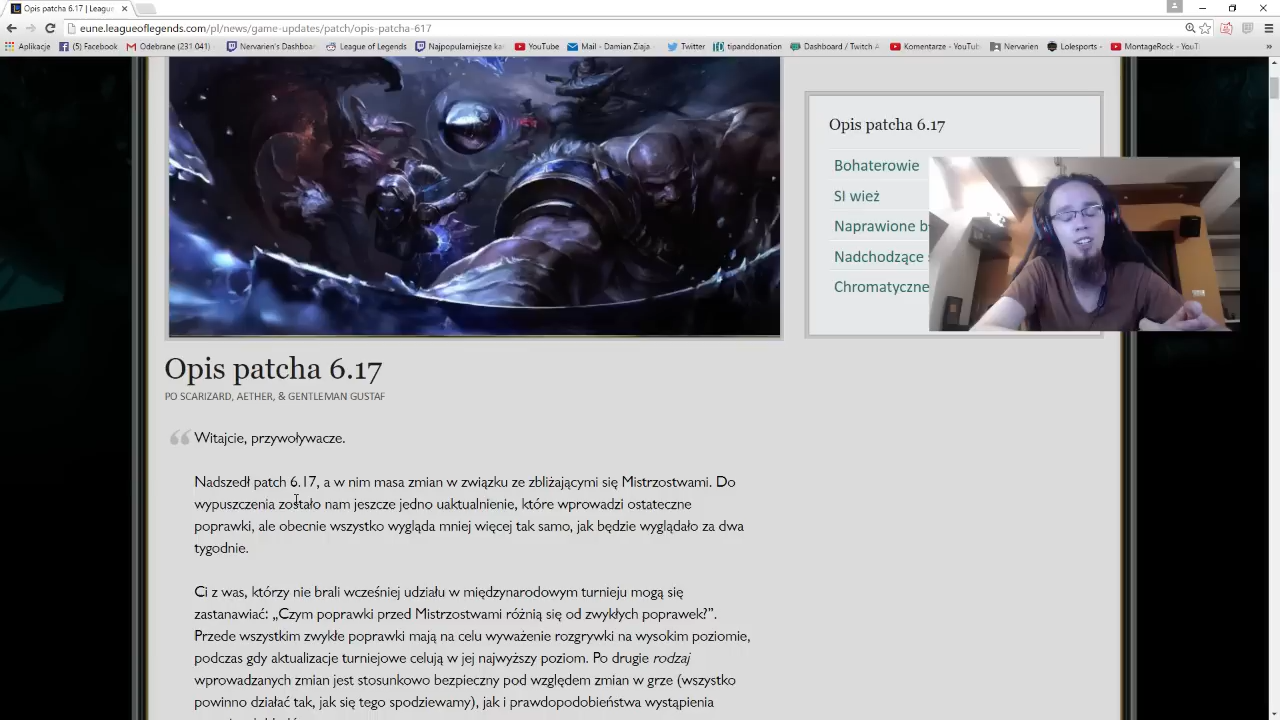 Opis patcha 6.17 | Leagu
eune.leagueoflegends.com/pl/news/game-updates/patch/opis-patcha-617
Aplikacje (5) Facebook Odebrane (231 041) Nervarien's Dashbo League of Legends Najpopularniejsze ka YouTube Mail - Damian Ziaja Twitter tipanddonation Dashboard / Twitch A Komentarze - YouTub Nervarien Lolesports MontageRock - YouTu »
Opis patcha 6.17
Bohaterowie
SI wież
Naprawione b
Nadchodzące
Chromatyczne
Opis patcha 6.17
PO SCARIZARD, AETHER, & GENTLEMAN GUSTAF
Witajcie, przywoływacze.
Nadszedł patch 6.17, a w nim masa zmian w związku ze zbliżającymi się Mistrzostwami. Do
wypuszczenia zostało nam jeszcze jedno uaktualnienie, które wprowadzi ostateczne
poprawki, ale obecnie wszystko wygląda mniej więcej tak samo, jak będzie wyglądało za dwa
tygodnie.
Ci z was, którzy nie brali wcześniej udziału w międzynarodowym turnieju mogą się
zastanawiać: „Czym poprawki przed Mistrzostwami różnią się od zwykłych poprawek?”.
Przede wszystkim zwykłe poprawki mają na celu wyważenie rozgrywki na wysokim poziomie,
podczas gdy aktualizacje turniejowe celują w jej najwyższy poziom. Po drugie rodzaj
wprowadzanych zmian jest stosunkowo bezpieczny pod względem zmian w grze (wszystko
powinno działać tak, jak się tego spodziewamy), jak i prawdopodobieństwa wystąpienia